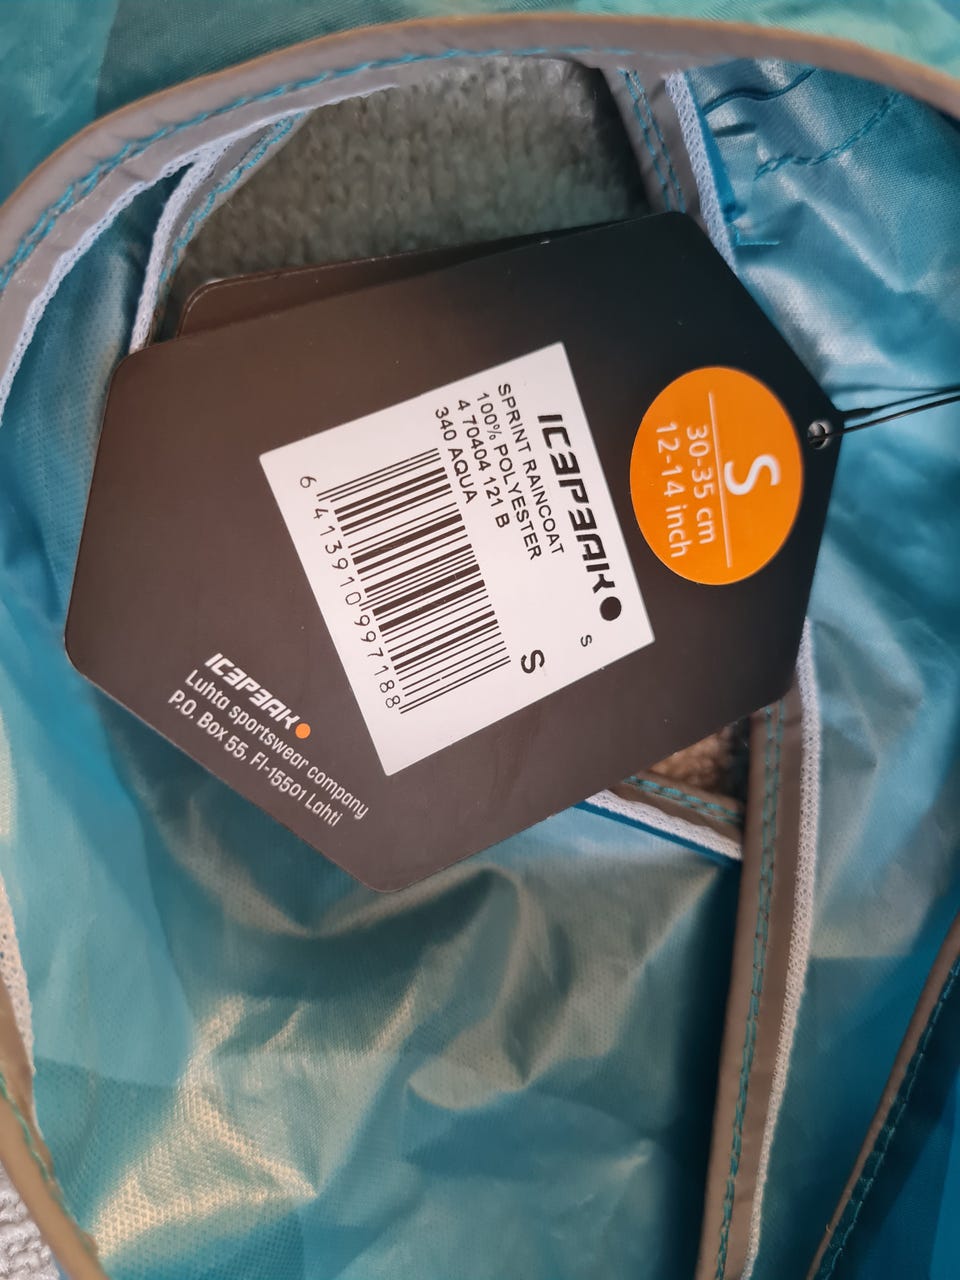 S
30-35 cm
12-14 inch
ICEPEAK
SPRINT RAINCOAT
100% POLYESTER
4 70404 121 B
340 AQUA
S
S
6 413910 997188
ICEPEAK
Luhta sportswear company
P.O. Box 55, FI-15501 Lahti